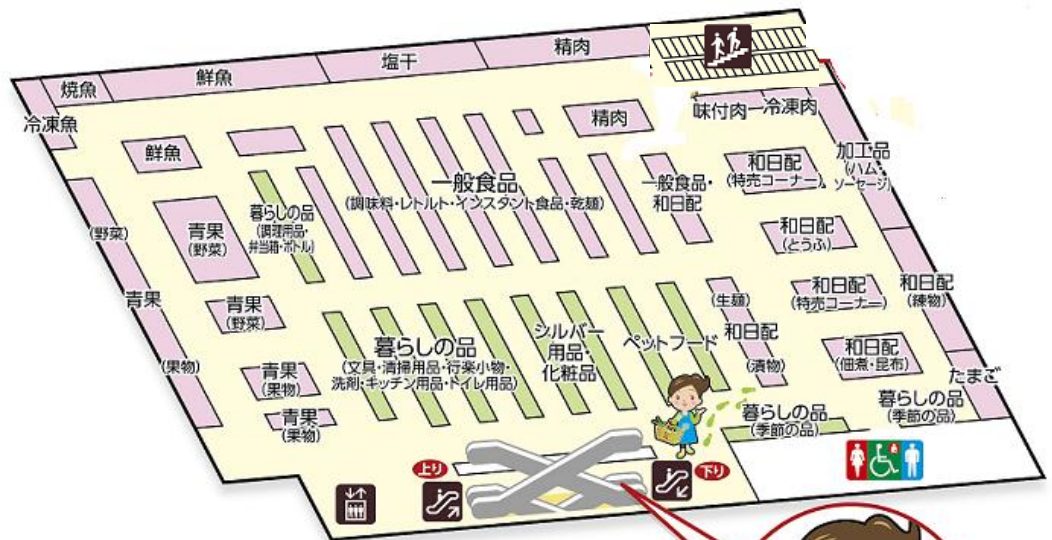 焼魚
鮮魚
塩干
精肉
冷凍魚
鮮魚
精肉
味付肉
冷凍肉
加工品
(ハム・
ソーセージ)
(野菜)
青果
(野菜)
暮らしの品
(調理用品・
弁当箱・ボトル)
一般食品
(調味料・レトルト・インスタント食品・乾麺)
一般食品・
和日配
和日配
(特売コーナー)
和日配
(とうふ)
青果
(果物)
青果
(野菜)
青果
(果物)
青果
(果物)
暮らしの品
(文具・清掃用品・行楽小物・
洗剤・キッチン用品・トイレ用品)
シルバー
用品・
化粧品
ペットフード
(生麺)
和日配
(漬物)
和日配
(特売コーナー)
和日配
(練物)
和日配
(佃煮・昆布)
たまご
暮らしの品
(季節の品)
暮らしの品
(季節の品)
上り
下り